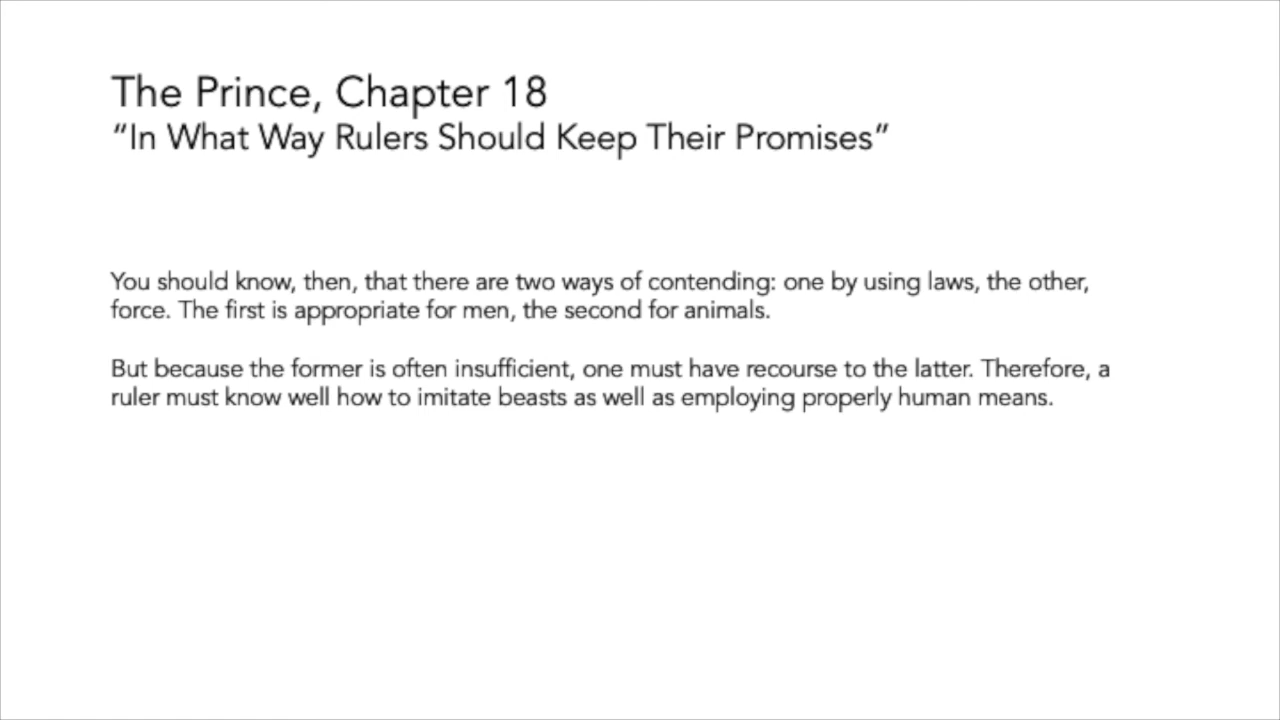 The Prince, Chapter 18
“In What Way Rulers Should Keep Their Promises”
You should know, then, that there are two ways of contending: one by using laws, the other,
force. The first is appropriate for men, the second for animals.
But because the former is often insufficient, one must have recourse to the latter. Therefore, a
ruler must know well how to imitate beasts as well as employing properly human means.